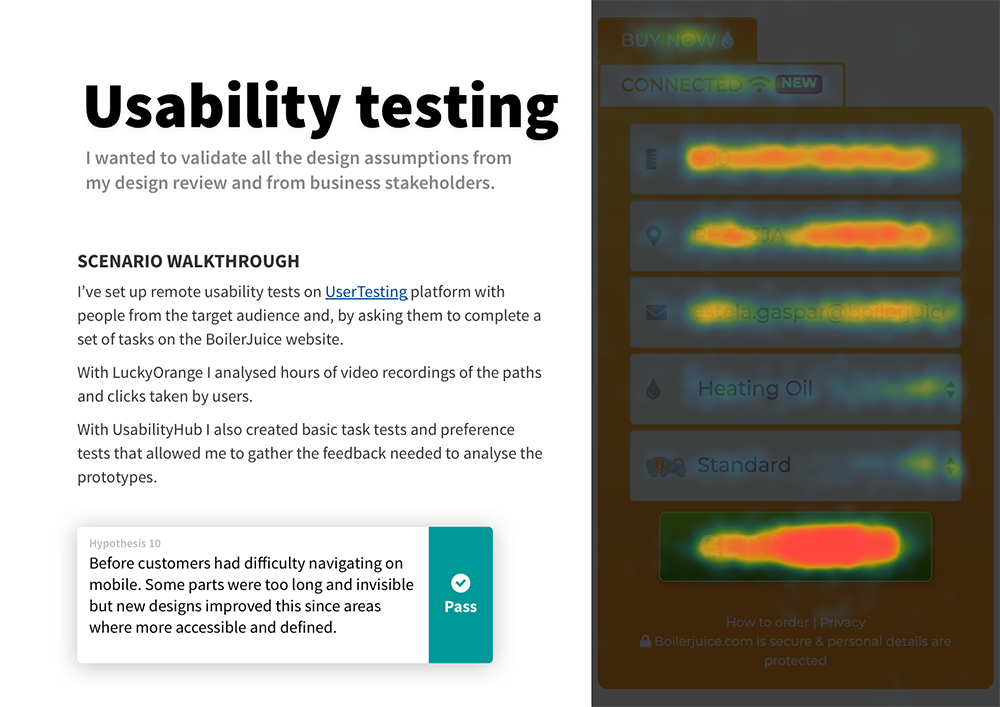 Usability testing
I wanted to validate all the design assumptions from
my design review and from business stakeholders.
SCENARIO WALKTHROUGH
I've set up remote usability tests on UserTesting platform with
people from the target audience and, by asking them to complete a
set of tasks on the BoilerJuice website.
With LuckyOrange I analysed hours of video recordings of the paths
and clicks taken by users.
With UsabilityHub I also created basic task tests and preference
tests that allowed me to gather the feedback needed to analyse the
prototypes.
Hypothesis 10
Before customers had difficulty navigating on
mobile. Some parts were too long and invisible
but new designs improved this since areas
where more accessible and defined.
Pass
BUY NOW
CONNECTED NEW
500
estela.gaspar@boilerjuic
Heating Oil
Standard
How to order | Privacy
Boilerjuice.com is secure & personal details are
protected